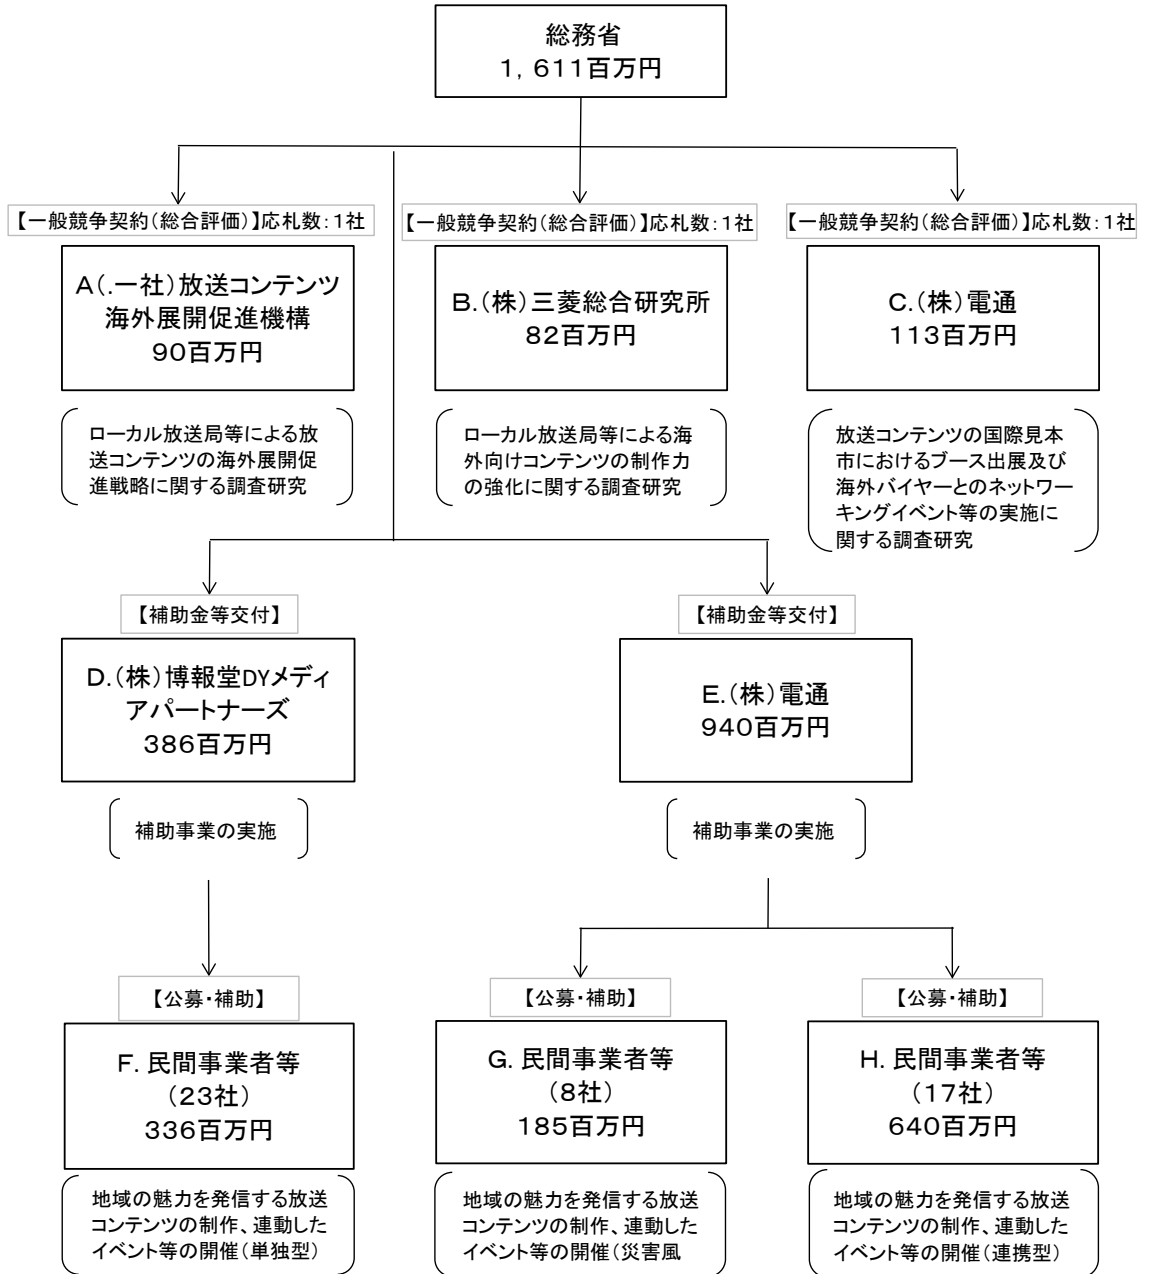 総務省
1,611百万円
【一般競争契約(総合評価)】応札数:1社
A(.一社)放送コンテンツ
海外展開促進機構
90百万円
ローカル放送局等による放
送コンテンツの海外展開促
進戦略に関する調査研究
【一般競争契約(総合評価)】応札数:1社
B.(株)三菱総合研究所
82百万円
ローカル放送局等による海
外向けコンテンツの制作力
の強化に関する調査研究
【一般競争契約(総合評価)】応札数:1社
C.(株)電通
113百万円
放送コンテンツの国際見本
市におけるブース出展及び
海外バイヤーとのネットワー
キングイベント等の実施に
関する調査研究
【補助金等交付】
D.(株)博報堂DYメディ
アパートナーズ
386百万円
補助事業の実施
【補助金等交付】
E.(株)電通
940百万円
補助事業の実施
【公募・補助】
F. 民間事業者等
(23社)
336百万円
地域の魅力を発信する放送
コンテンツの制作、連動した
イベント等の開催(単独型)
【公募・補助】
G. 民間事業者等
(8社)
185百万円
地域の魅力を発信する放送
コンテンツの制作、連動した
イベント等の開催(災害風
【公募・補助】
H. 民間事業者等
(17社)
640百万円
地域の魅力を発信する放送
コンテンツの制作、連動した
イベント等の開催(連携型)